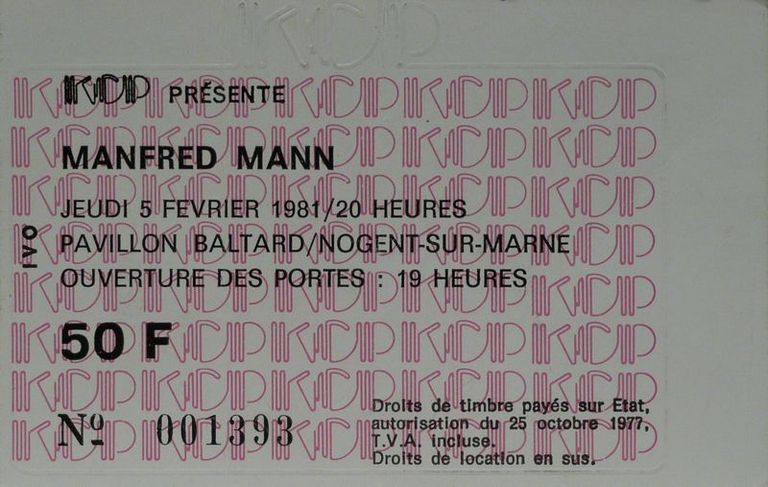 KCP
KCP PRÉSENTE
MANFRED MANN
JEUDI 5 FEVRIER 1981/20 HEURES
PAVILLON BALTARD/NOGENT-SUR-MARNE
OUVERTURE DES PORTES : 19 HEURES
IVO
50 F
Nº 001393
Droits de timbre payés sur Etat,
autorisation du 25 octobre 1977,
T.V.A. incluse.
Droits de location en sus.